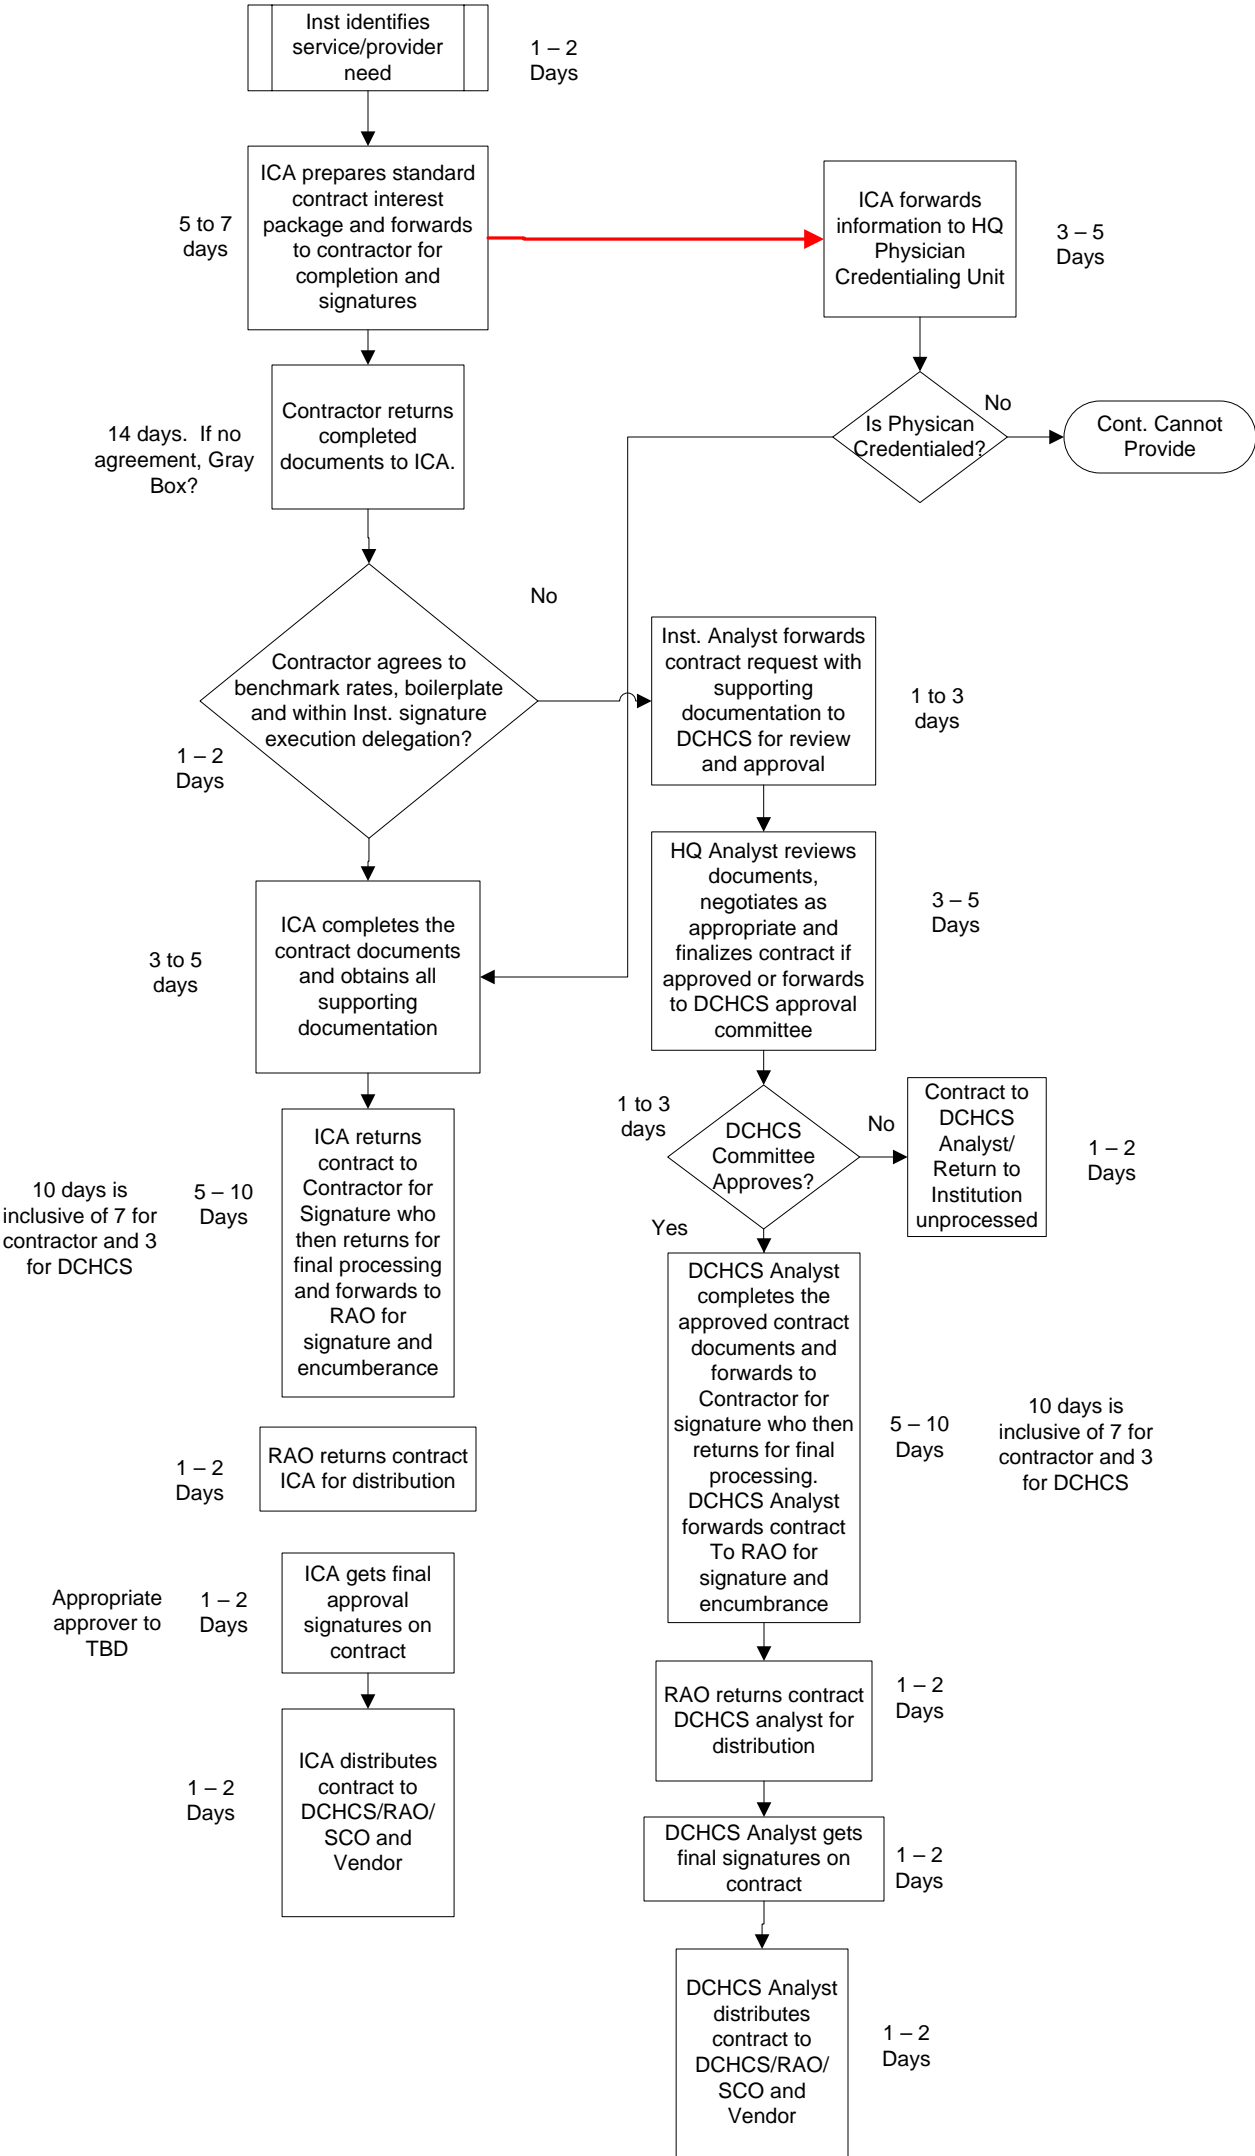 Inst identifies
service/provider
need
1 – 2
Days
ICA prepares standard
contract interest
package and forwards
to contractor for
completion and
signatures
5 to 7
days
ICA forwards
information to HQ
Physician
Credentialing Unit
3 – 5
Days
Contractor returns
completed
documents to ICA.
14 days.  If no
agreement, Gray
Box?
Is Physican
Credentialed?
No
Cont. Cannot
Provide
Contractor agrees to
benchmark rates, boilerplate
and within Inst. signature
execution delegation?
1 – 2
Days
No
Inst. Analyst forwards
contract request with
supporting
documentation to
DCHCS for review
and approval
1 to 3
days
HQ Analyst reviews
documents,
negotiates as
appropriate and
finalizes contract if
approved or forwards
to DCHCS approval
committee
3 – 5
Days
ICA completes the
contract documents
and obtains all
supporting
documentation
3 to 5
days
1 to 3
days
DCHCS
Committee
Approves?
No
Contract to
DCHCS
Analyst/
Return to
Institution
unprocessed
1 – 2
Days
Yes
ICA returns
contract to
Contractor for
Signature who
then returns for
final processing
and forwards to
RAO for
signature and
encumberance
5 – 10
Days
10 days is
inclusive of 7 for
contractor and 3
for DCHCS
DCHCS Analyst
completes the
approved contract
documents and
forwards to
Contractor for
signature who then
returns for final
processing.
DCHCS Analyst
forwards contract
To RAO for
signature and
encumbrance
5 – 10
Days
10 days is
inclusive of 7 for
contractor and 3
for DCHCS
RAO returns contract
ICA for distribution
1 – 2
Days
ICA gets final
approval
signatures on
contract
1 – 2
Days
Appropriate
approver to
TBD
RAO returns contract
DCHCS analyst for
distribution
1 – 2
Days
ICA distributes
contract to
DCHCS/RAO/
SCO and
Vendor
1 – 2
Days
DCHCS Analyst gets
final signatures on
contract
1 – 2
Days
DCHCS Analyst
distributes
contract to
DCHCS/RAO/
SCO and
Vendor
1 – 2
Days